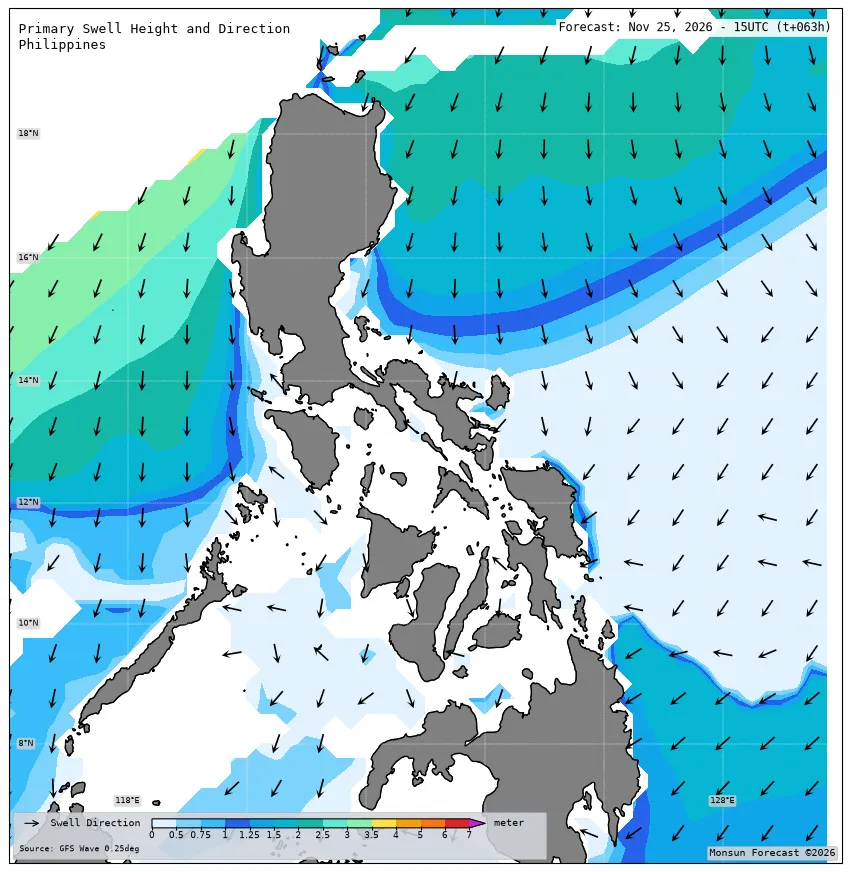 Primary Swell Height and Direction
Philippines
Forecast: Nov 25, 2026 - 15UTC (t+063h)
18°N
16°N
14°N
12°N
10°N
8°N
118°E
128°E
Swell Direction
0 0.5 0.75 1 1.25 1.5 2 2.5 3 3.5 4 5 6 7
meter
Source: GFS Wave 0.25deg
Monsun Forecast ©2026